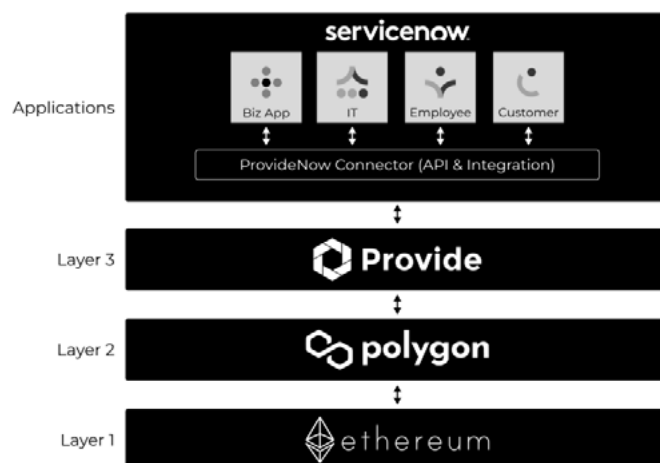 servicenow
Applications
Biz App IT Employee Customer
ProvideNow Connector (API & Integration)
Layer 3 Provide
Layer 2 polygon
Layer 1 ethereum